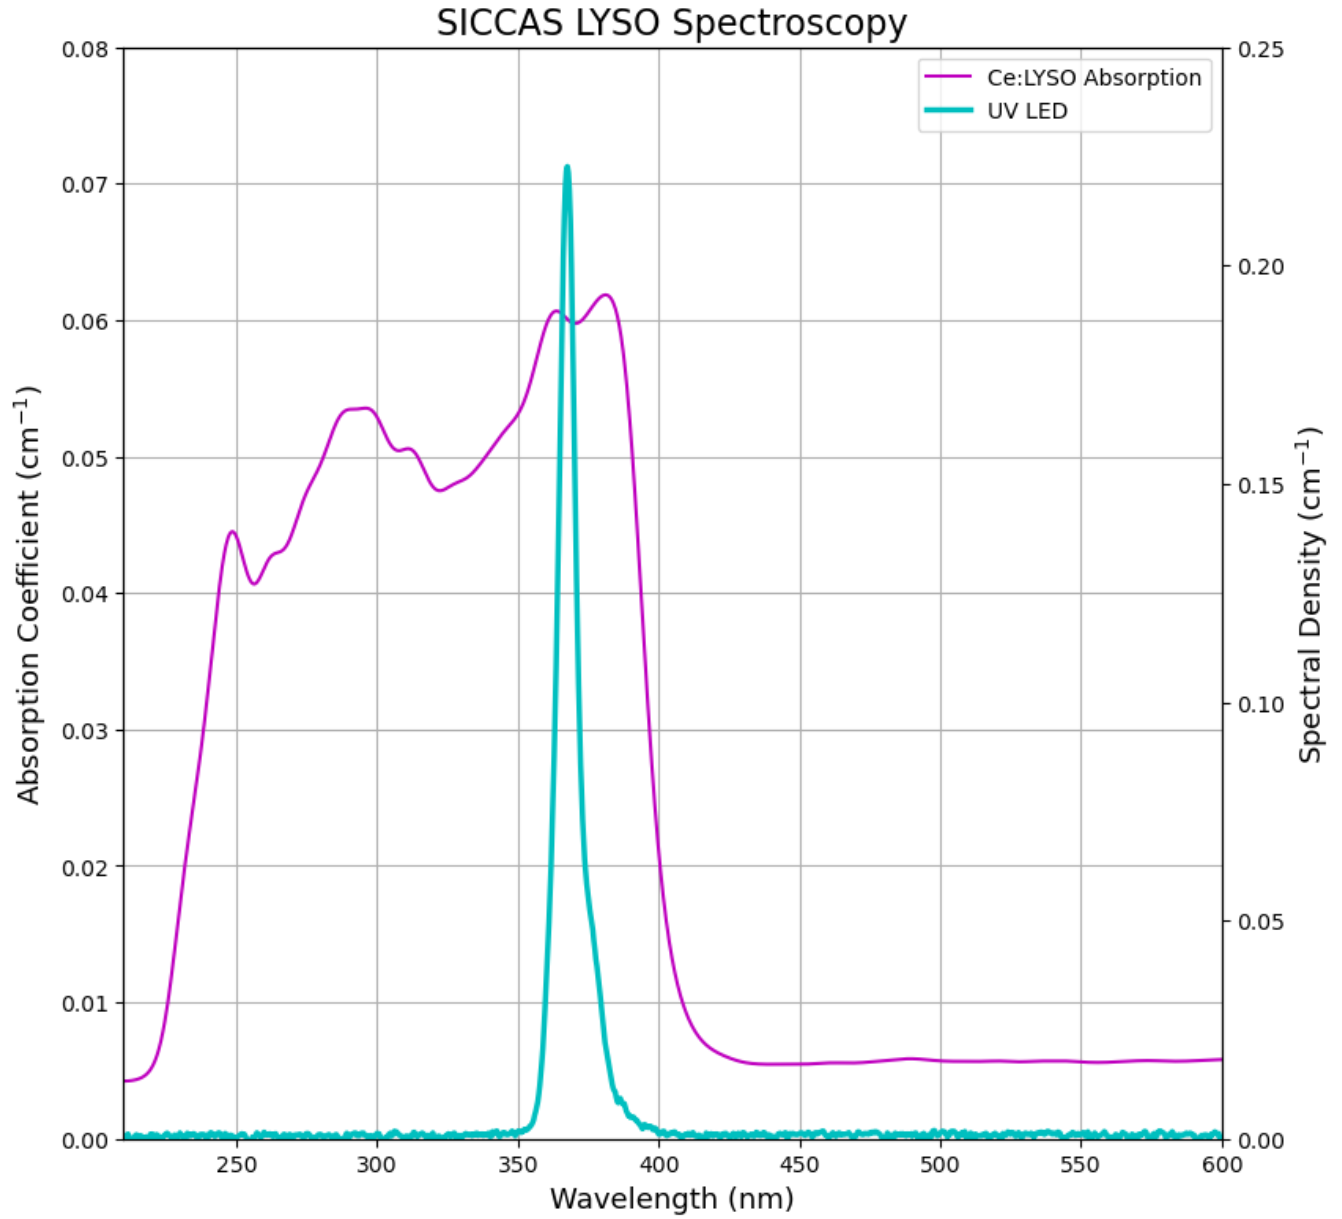 SICCAS LYSO Spectroscopy
Ce:LYSO Absorption
UV LED
0.08
0.07
0.06
0.05
0.04
0.03
0.02
0.01
0.00
Absorption Coefficient (cm⁻¹)
0.25
0.20
0.15
0.10
0.05
0.00
Spectral Density (cm⁻¹)
250 300 350 400 450 500 550 600
Wavelength (nm)